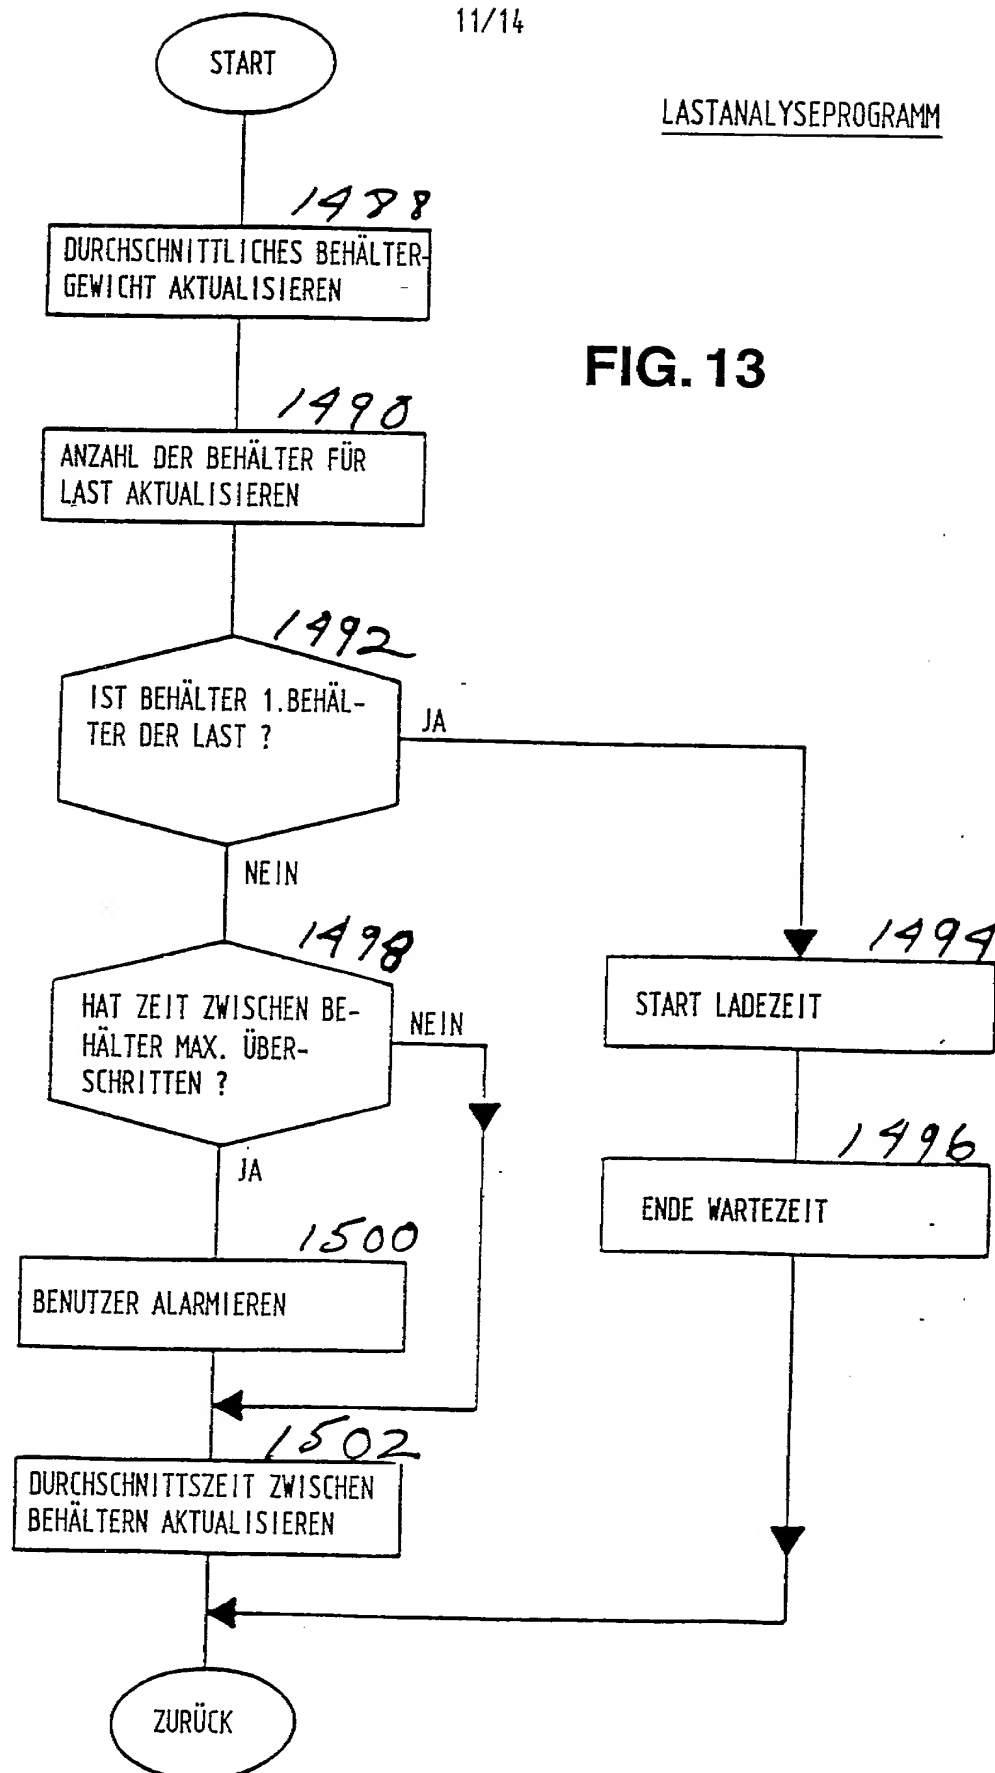 11/14
START
LASTANALYSEPROGRAMM
1488
DURCHSCHNITTLICHES BEHÄLTER-
GEWICHT AKTUALISIEREN
FIG. 13
1490
ANZAHL DER BEHÄLTER FÜR
LAST AKTUALISIEREN
1492
IST BEHÄLTER 1.BEHÄL-
TER DER LAST ?
JA
NEIN
1498
HAT ZEIT ZWISCHEN BE-
HÄLTER MAX. ÜBER-
SCHRITTEN ?
NEIN
JA
1494
START LADEZEIT
1496
ENDE WARTEZEIT
1500
BENUTZER ALARMIEREN
1502
DURCHSCHNITTSZEIT ZWISCHEN
BEHÄLTERN AKTUALISIEREN
ZURÜCK